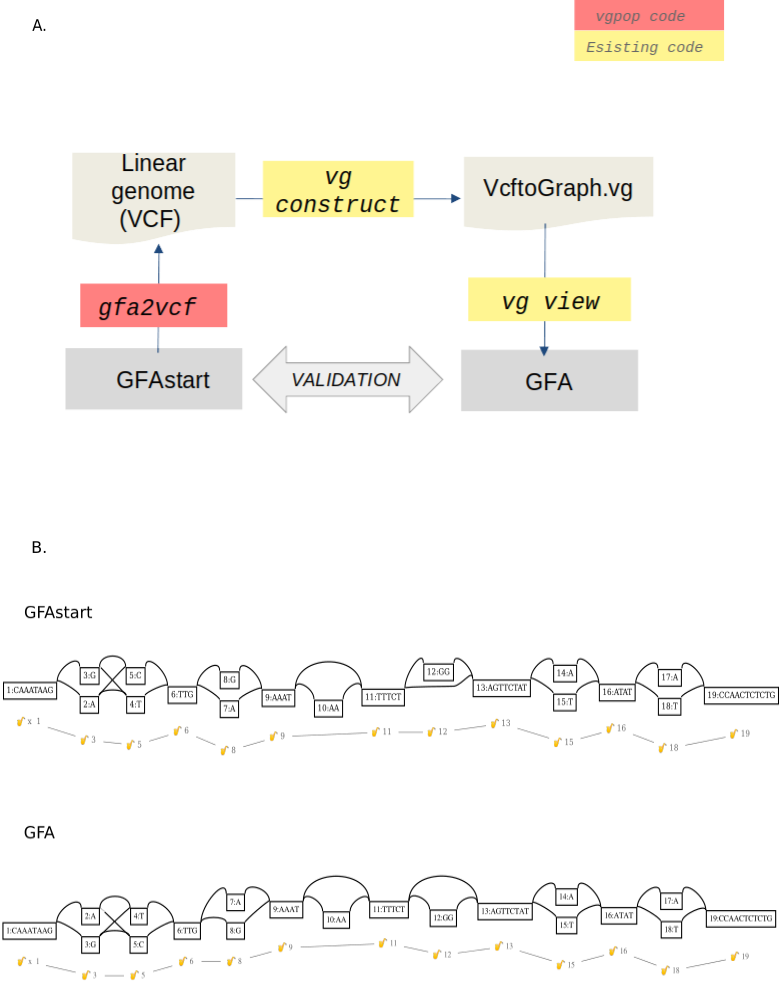 A.
vgpop code
Esisting code
Linear
genome
(VCF)
vg
construct
VcftoGraph.vg
gfa2vcf
vg view
GFAstart
VALIDATION
GFA
B.
GFAstart
3:G 5:C 8:G 12:GG 14:A 17:A
1:CAAATAAG 6:TTG 9:AAAT 11:TTTCT 13:AGTTCTAT 16:ATAT 19:CCAACTCTCTG
2:A 4:T 7:A 10:AA 15:T 18:T
x 1 3 5 6 8 9 11 12 13 15 16 18 19
GFA
2:A 4:T 7:A 14:A 17:A
1:CAAATAAG 6:TTG 9:AAAT 11:TTTCT 13:AGTTCTAT 16:ATAT 19:CCAACTCTCTG
3:G 5:C 8:G 10:AA 12:GG 15:T 18:T
x 1 3 5 6 8 9 11 12 13 15 16 18 19